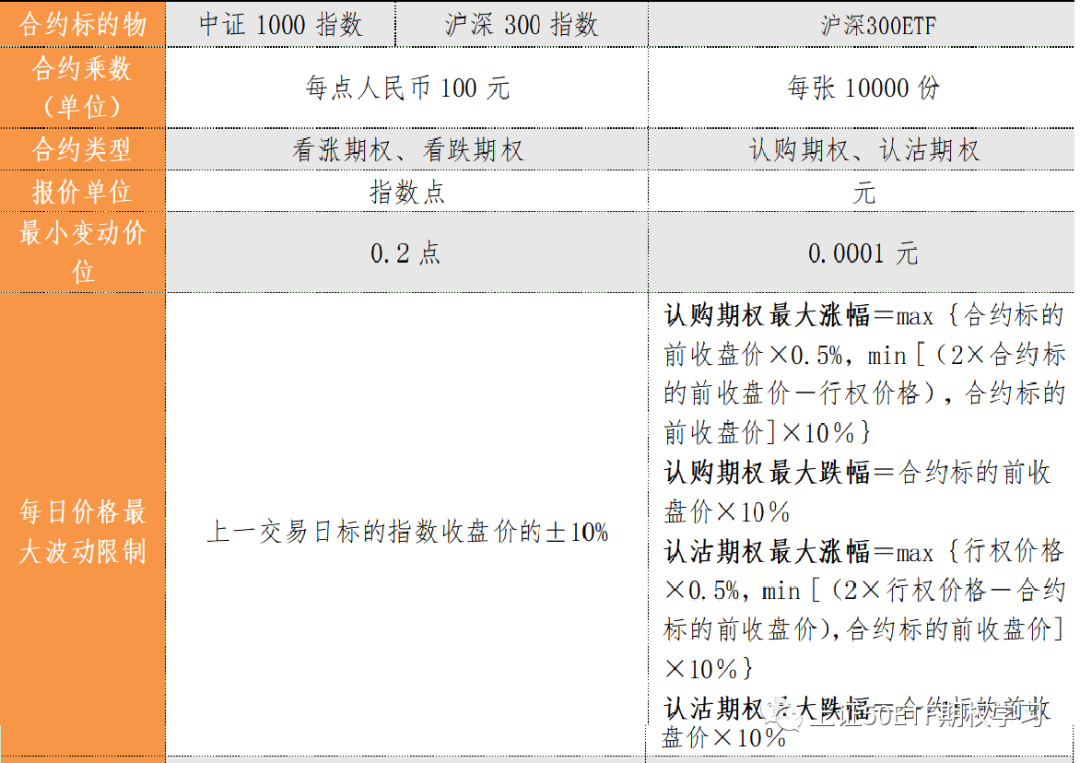 合约标的物 中证 1000 指数 沪深 300 指数 沪深300ETF
合约乘数
（单位）
每点人民币 100 元 每张 10000 份
合约类型 看涨期权、看跌期权 认购期权、认沽期权
报价单位 指数点 元
最小变动价
位
0.2 点 0.0001 元
每日价格最
大波动限制
上一交易日标的指数收盘价的±10%
认购期权最大涨幅＝max｛合约标的
前收盘价×0.5%，min［（2×合约标
的前收盘价－行权价格），合约标的
前收盘价］×10％｝
认购期权最大跌幅＝合约标的前收
盘价×10％
认沽期权最大涨幅＝max｛行权价格
×0.5%，min［（2×行权价格－合约
标的前收盘价），合约标的前收盘价］
×10％｝
认沽期权最大跌幅＝合约标的前收
盘价×10％
上证50ETF期权学习